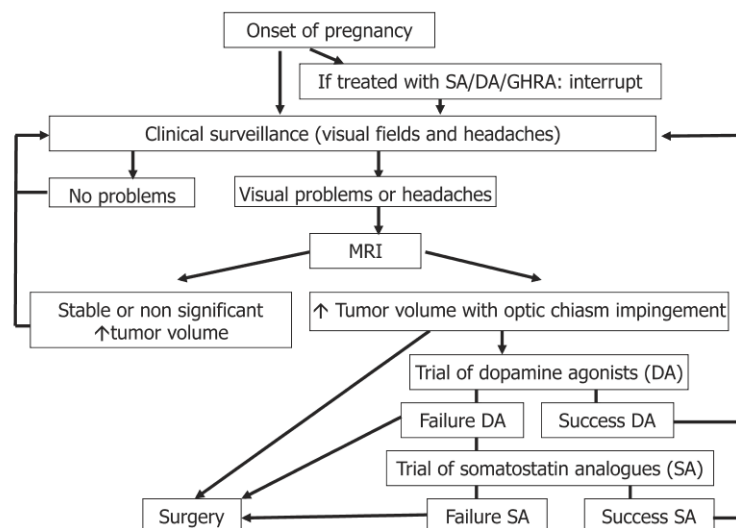 Onset of pregnancy
If treated with SA/DA/GHRA: interrupt
Clinical surveillance (visual fields and headaches)
No problems
Visual problems or headaches
MRI
Stable or non significant
↑tumor volume
↑ Tumor volume with optic chiasm impingement
Trial of dopamine agonists (DA)
Failure DA
Success DA
Trial of somatostatin analogues (SA)
Surgery
Failure SA
Success SA